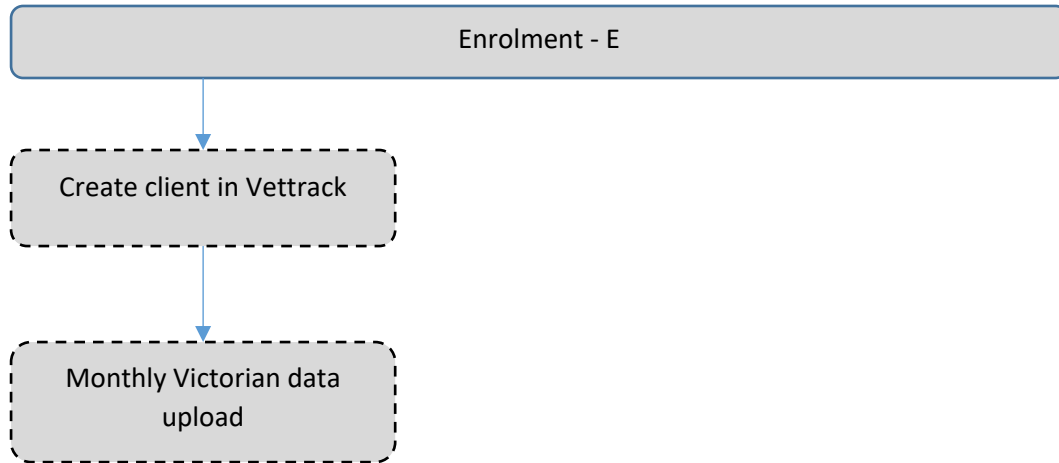 Enrolment - E
Create client in Vettrack
Monthly Victorian data
upload